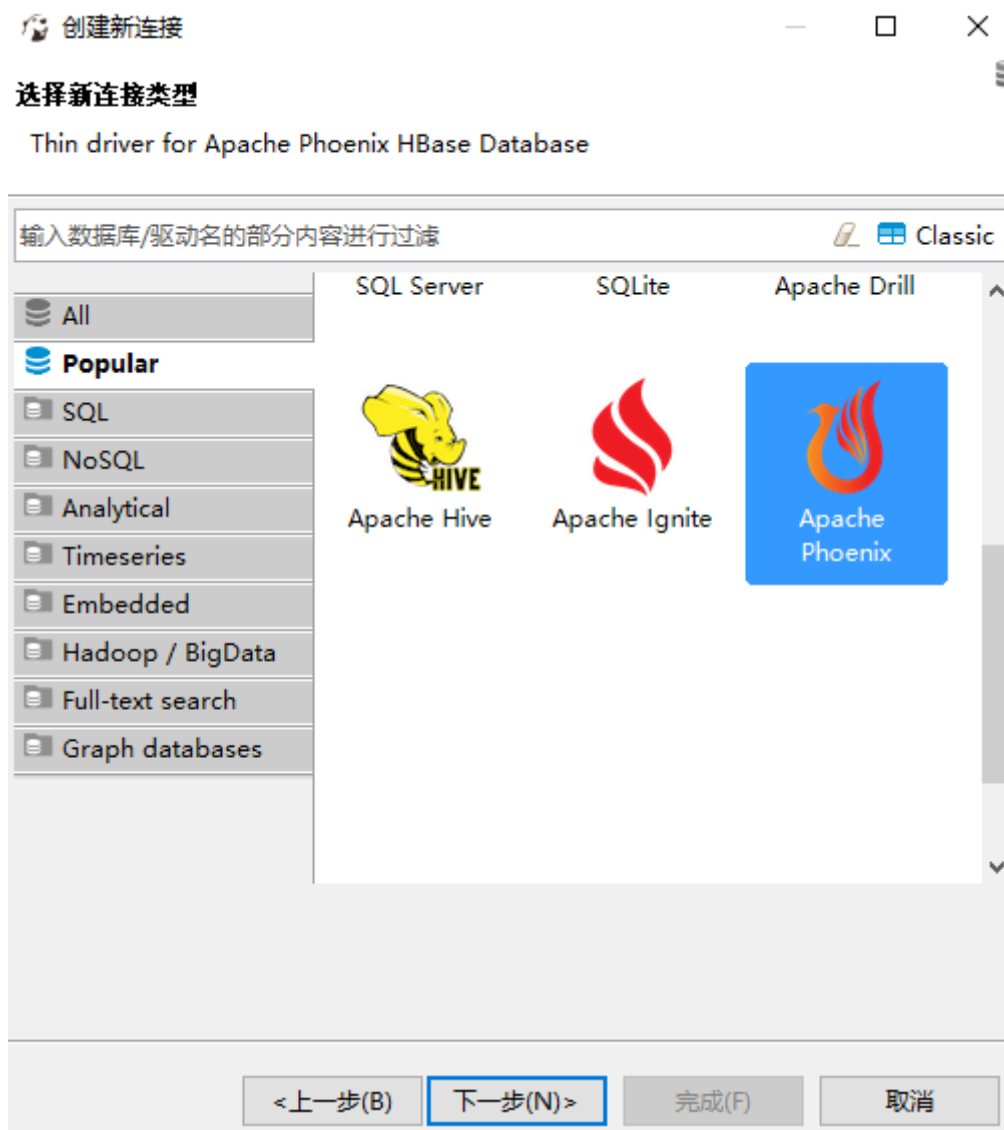 创建新连接
选择新连接类型
Thin driver for Apache Phoenix HBase Database
输入数据库/驱动名的部分内容进行过滤
Classic
All
Popular
SQL
NoSQL
Analytical
Timeseries
Embedded
Hadoop / BigData
Full-text search
Graph databases
SQL Server
SQLite
Apache Drill
HIVE
Apache Hive
Apache Ignite
Apache
Phoenix
<上一步(B)
下一步(N)>
完成(F)
取消